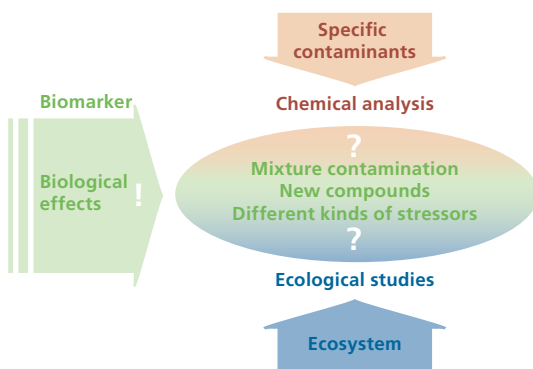 Specific
contaminants
Chemical analysis
Biomarker
Biological
effects !
?
Mixture contamination
New compounds
Different kinds of stressors
?
Ecological studies
Ecosystem